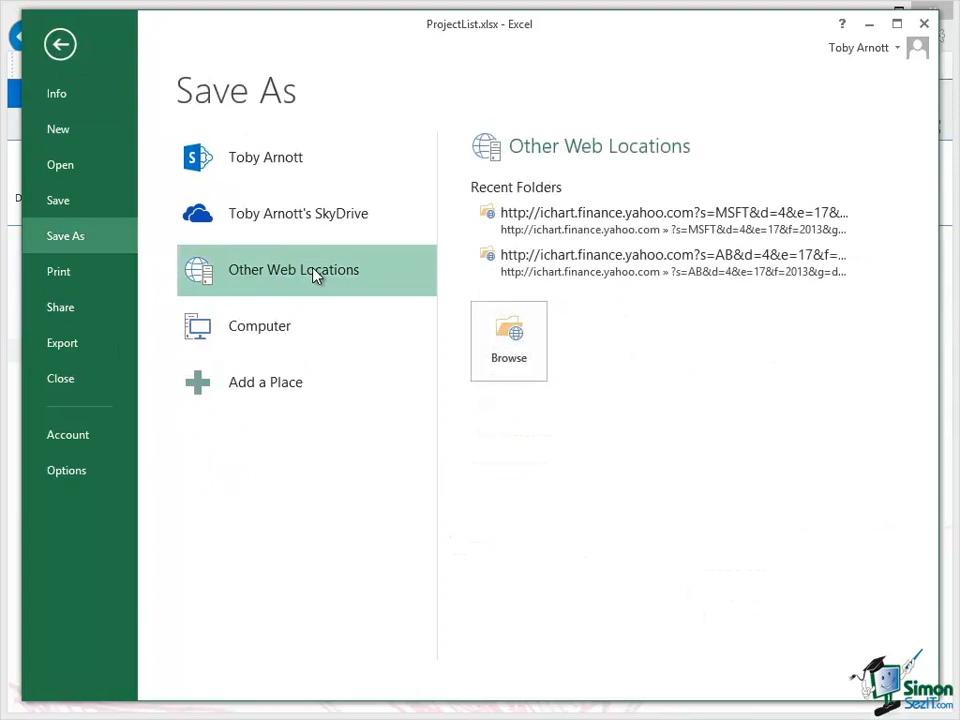 ProjectList.xlsx - Excel
?
Toby Arnott
Info
New
Open
Save
Save As
Print
Share
Export
Close
Account
Options
Save As
Toby Arnott
Toby Arnott's SkyDrive
Other Web Locations
Computer
Add a Place
Other Web Locations
Recent Folders
http://ichart.finance.yahoo.com?s=MSFT&d=4&e=17&...
http://ichart.finance.yahoo.com » ?s=MSFT&d=4&e=17&f=2013&g...
http://ichart.finance.yahoo.com?s=AB&d=4&e=17&f=...
http://ichart.finance.yahoo.com » ?s=AB&d=4&e=17&f=2013&g=d...
Browse
D
Simon
SezIT.com